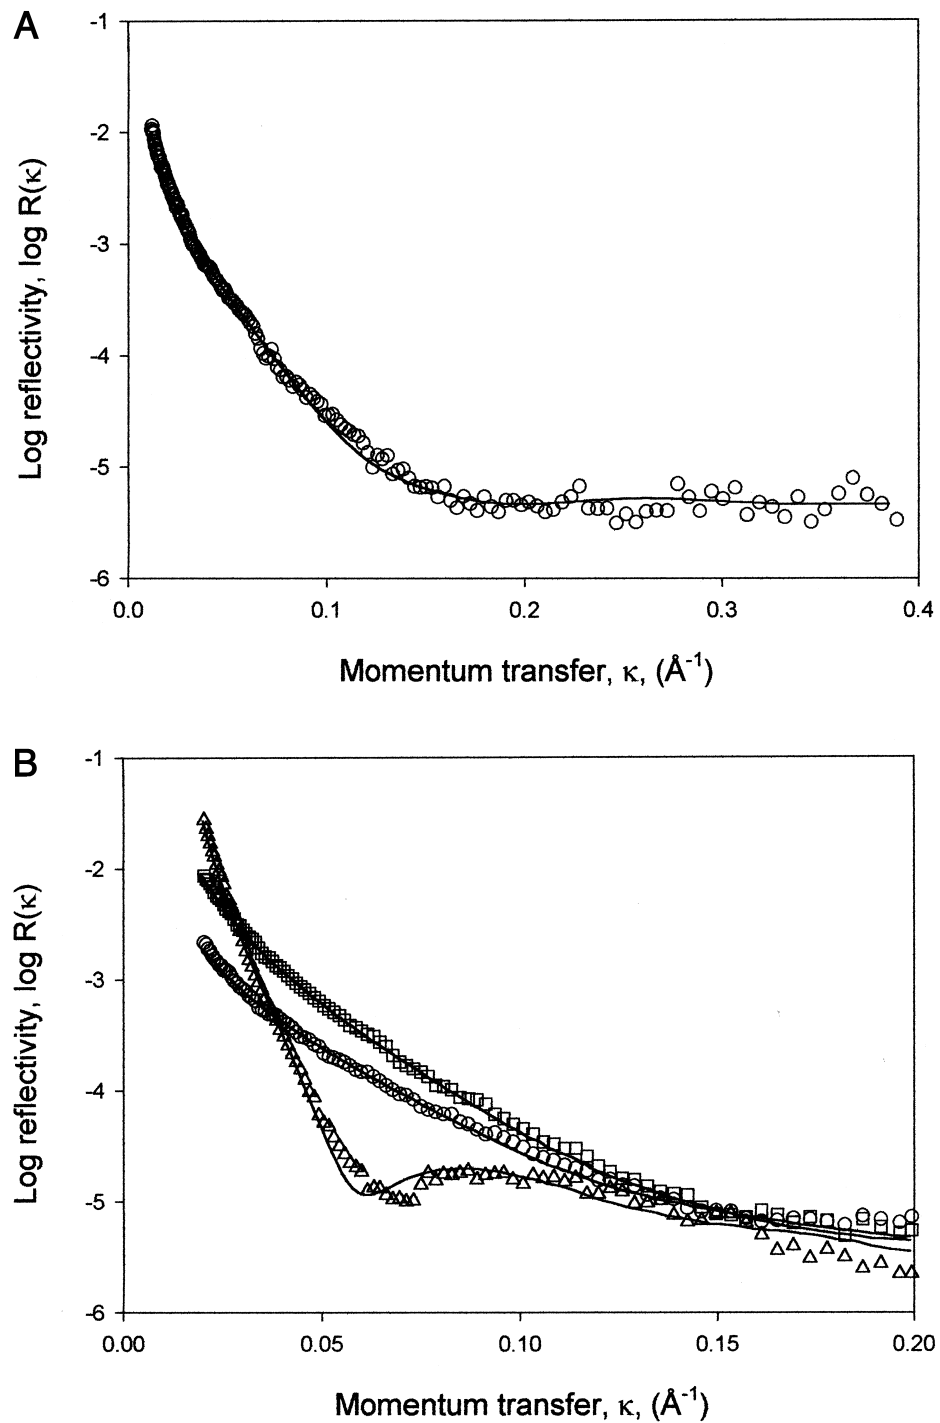 A
-1
-2
-3
-4
-5
-6
Log reflectivity, log R(κ)
0.0 0.1 0.2 0.3 0.4
Momentum transfer, κ, (Å-1)
B
-1
-2
-3
-4
-5
-6
Log reflectivity, log R(κ)
0.00 0.05 0.10 0.15 0.20
Momentum transfer, κ, (Å-1)